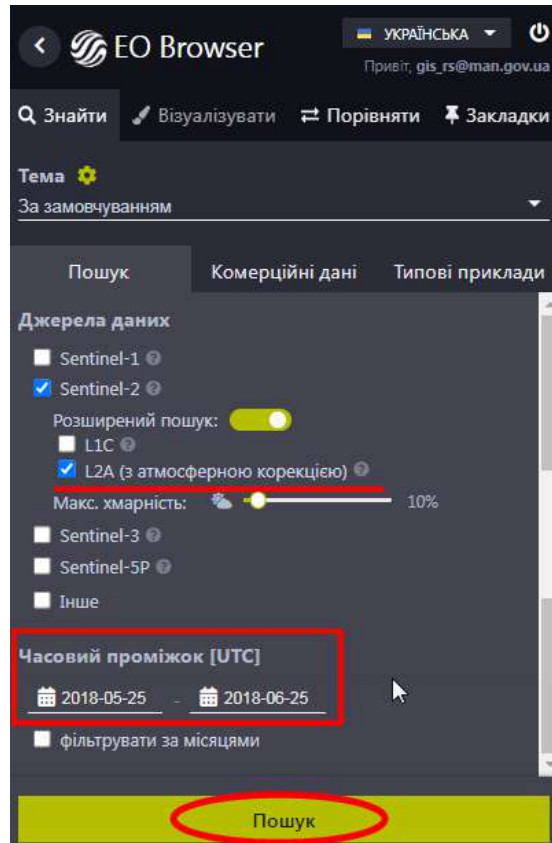 EO Browser
УКРАЇНСЬКА
Привіт, gis_rs@man.gov.ua
Знайти Візуалізувати Порівняти Закладки
Тема
За замовчуванням
Пошук Комерційні дані Типові приклади
Джерела даних
Sentinel-1
Sentinel-2
Розширений пошук:
L1C
L2A (з атмосферною корекцією)
Макс. хмарність: 10%
Sentinel-3
Sentinel-5P
Інше
Часовий проміжок [UTC]
2018-05-25 - 2018-06-25
фільтрувати за місяцями
Пошук